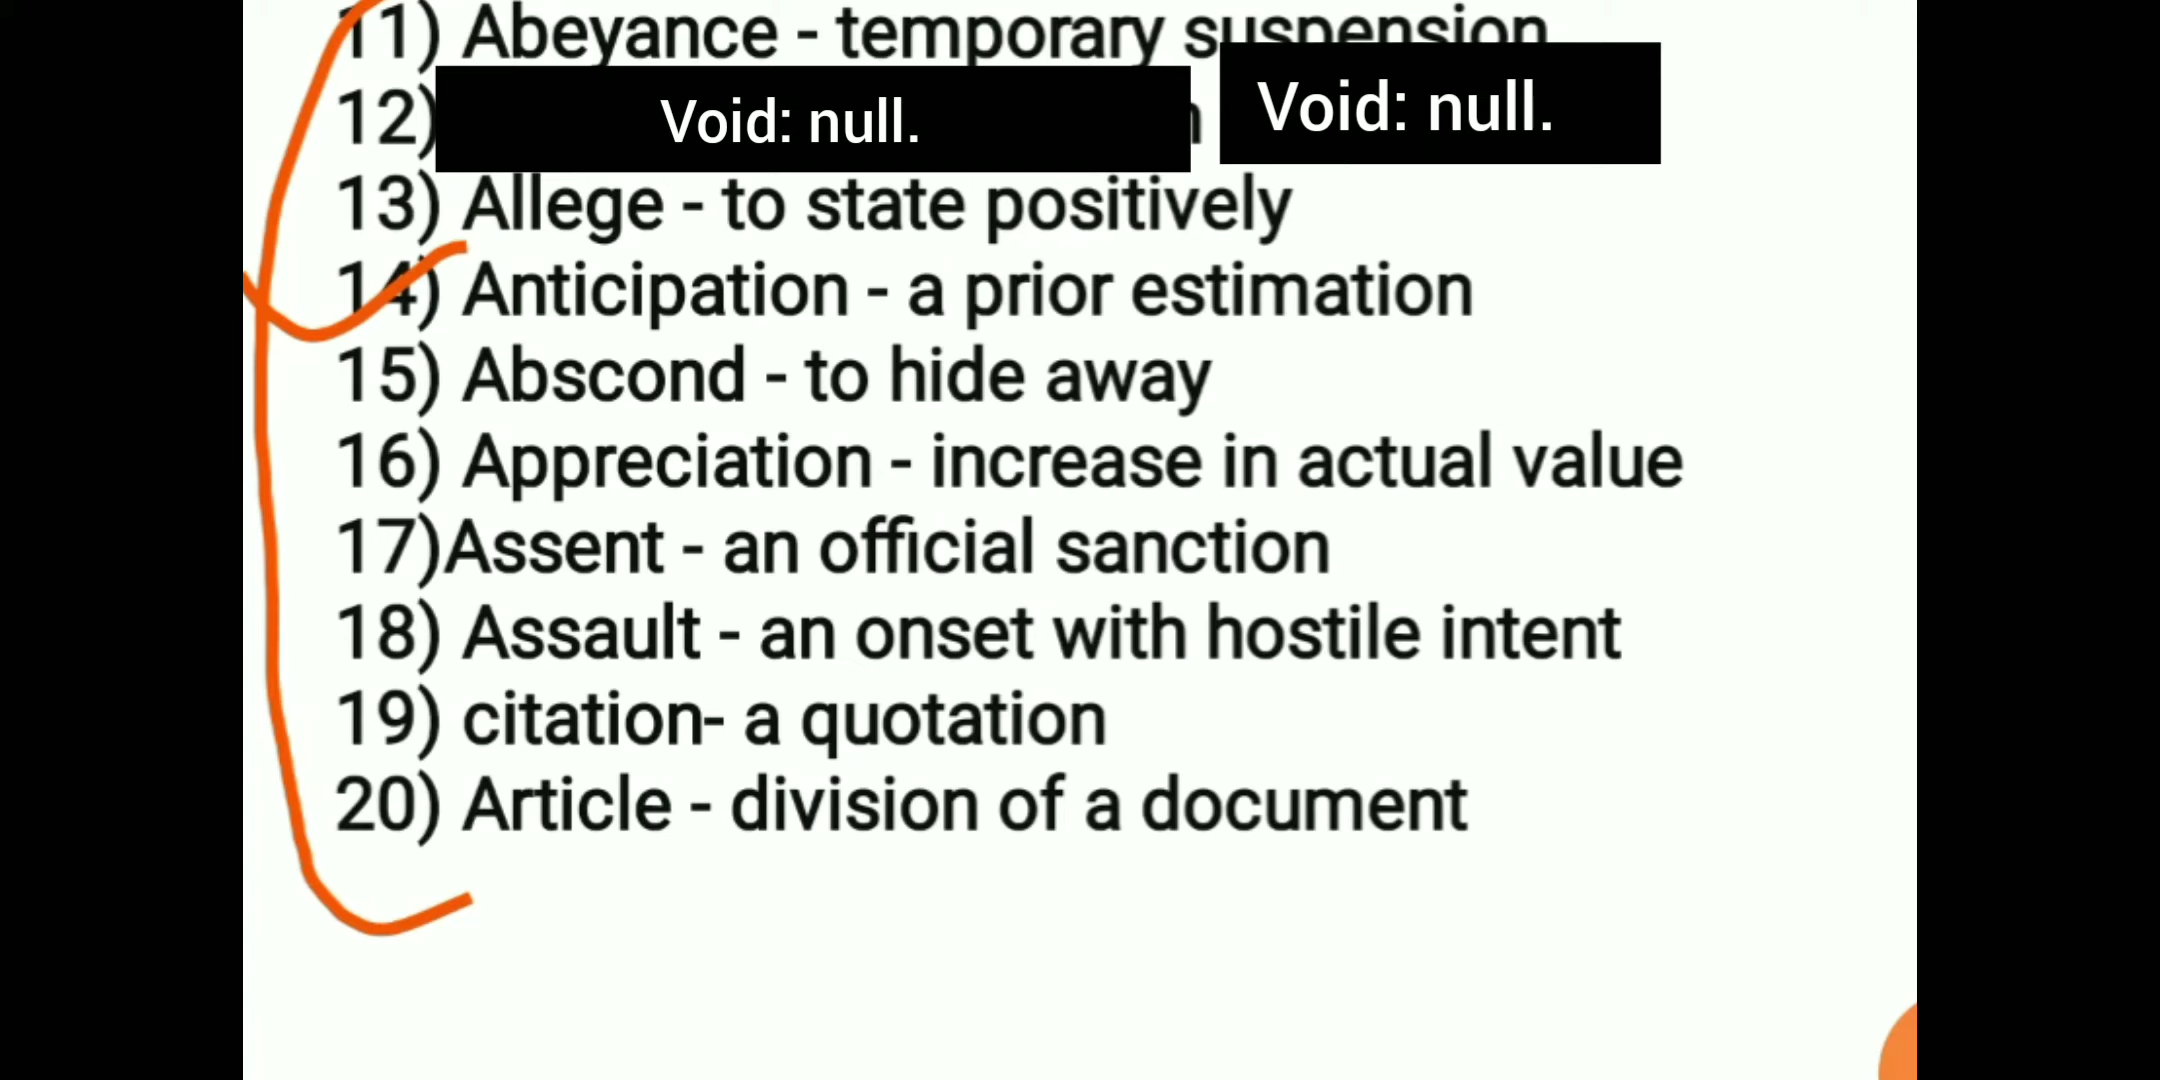 11) Abeyance - temporary suspension
12) Void: null. Void: null.
13) Allege - to state positively
14) Anticipation - a prior estimation
15) Abscond - to hide away
16) Appreciation - increase in actual value
17)Assent - an official sanction
18) Assault - an onset with hostile intent
19) citation- a quotation
20) Article - division of a document